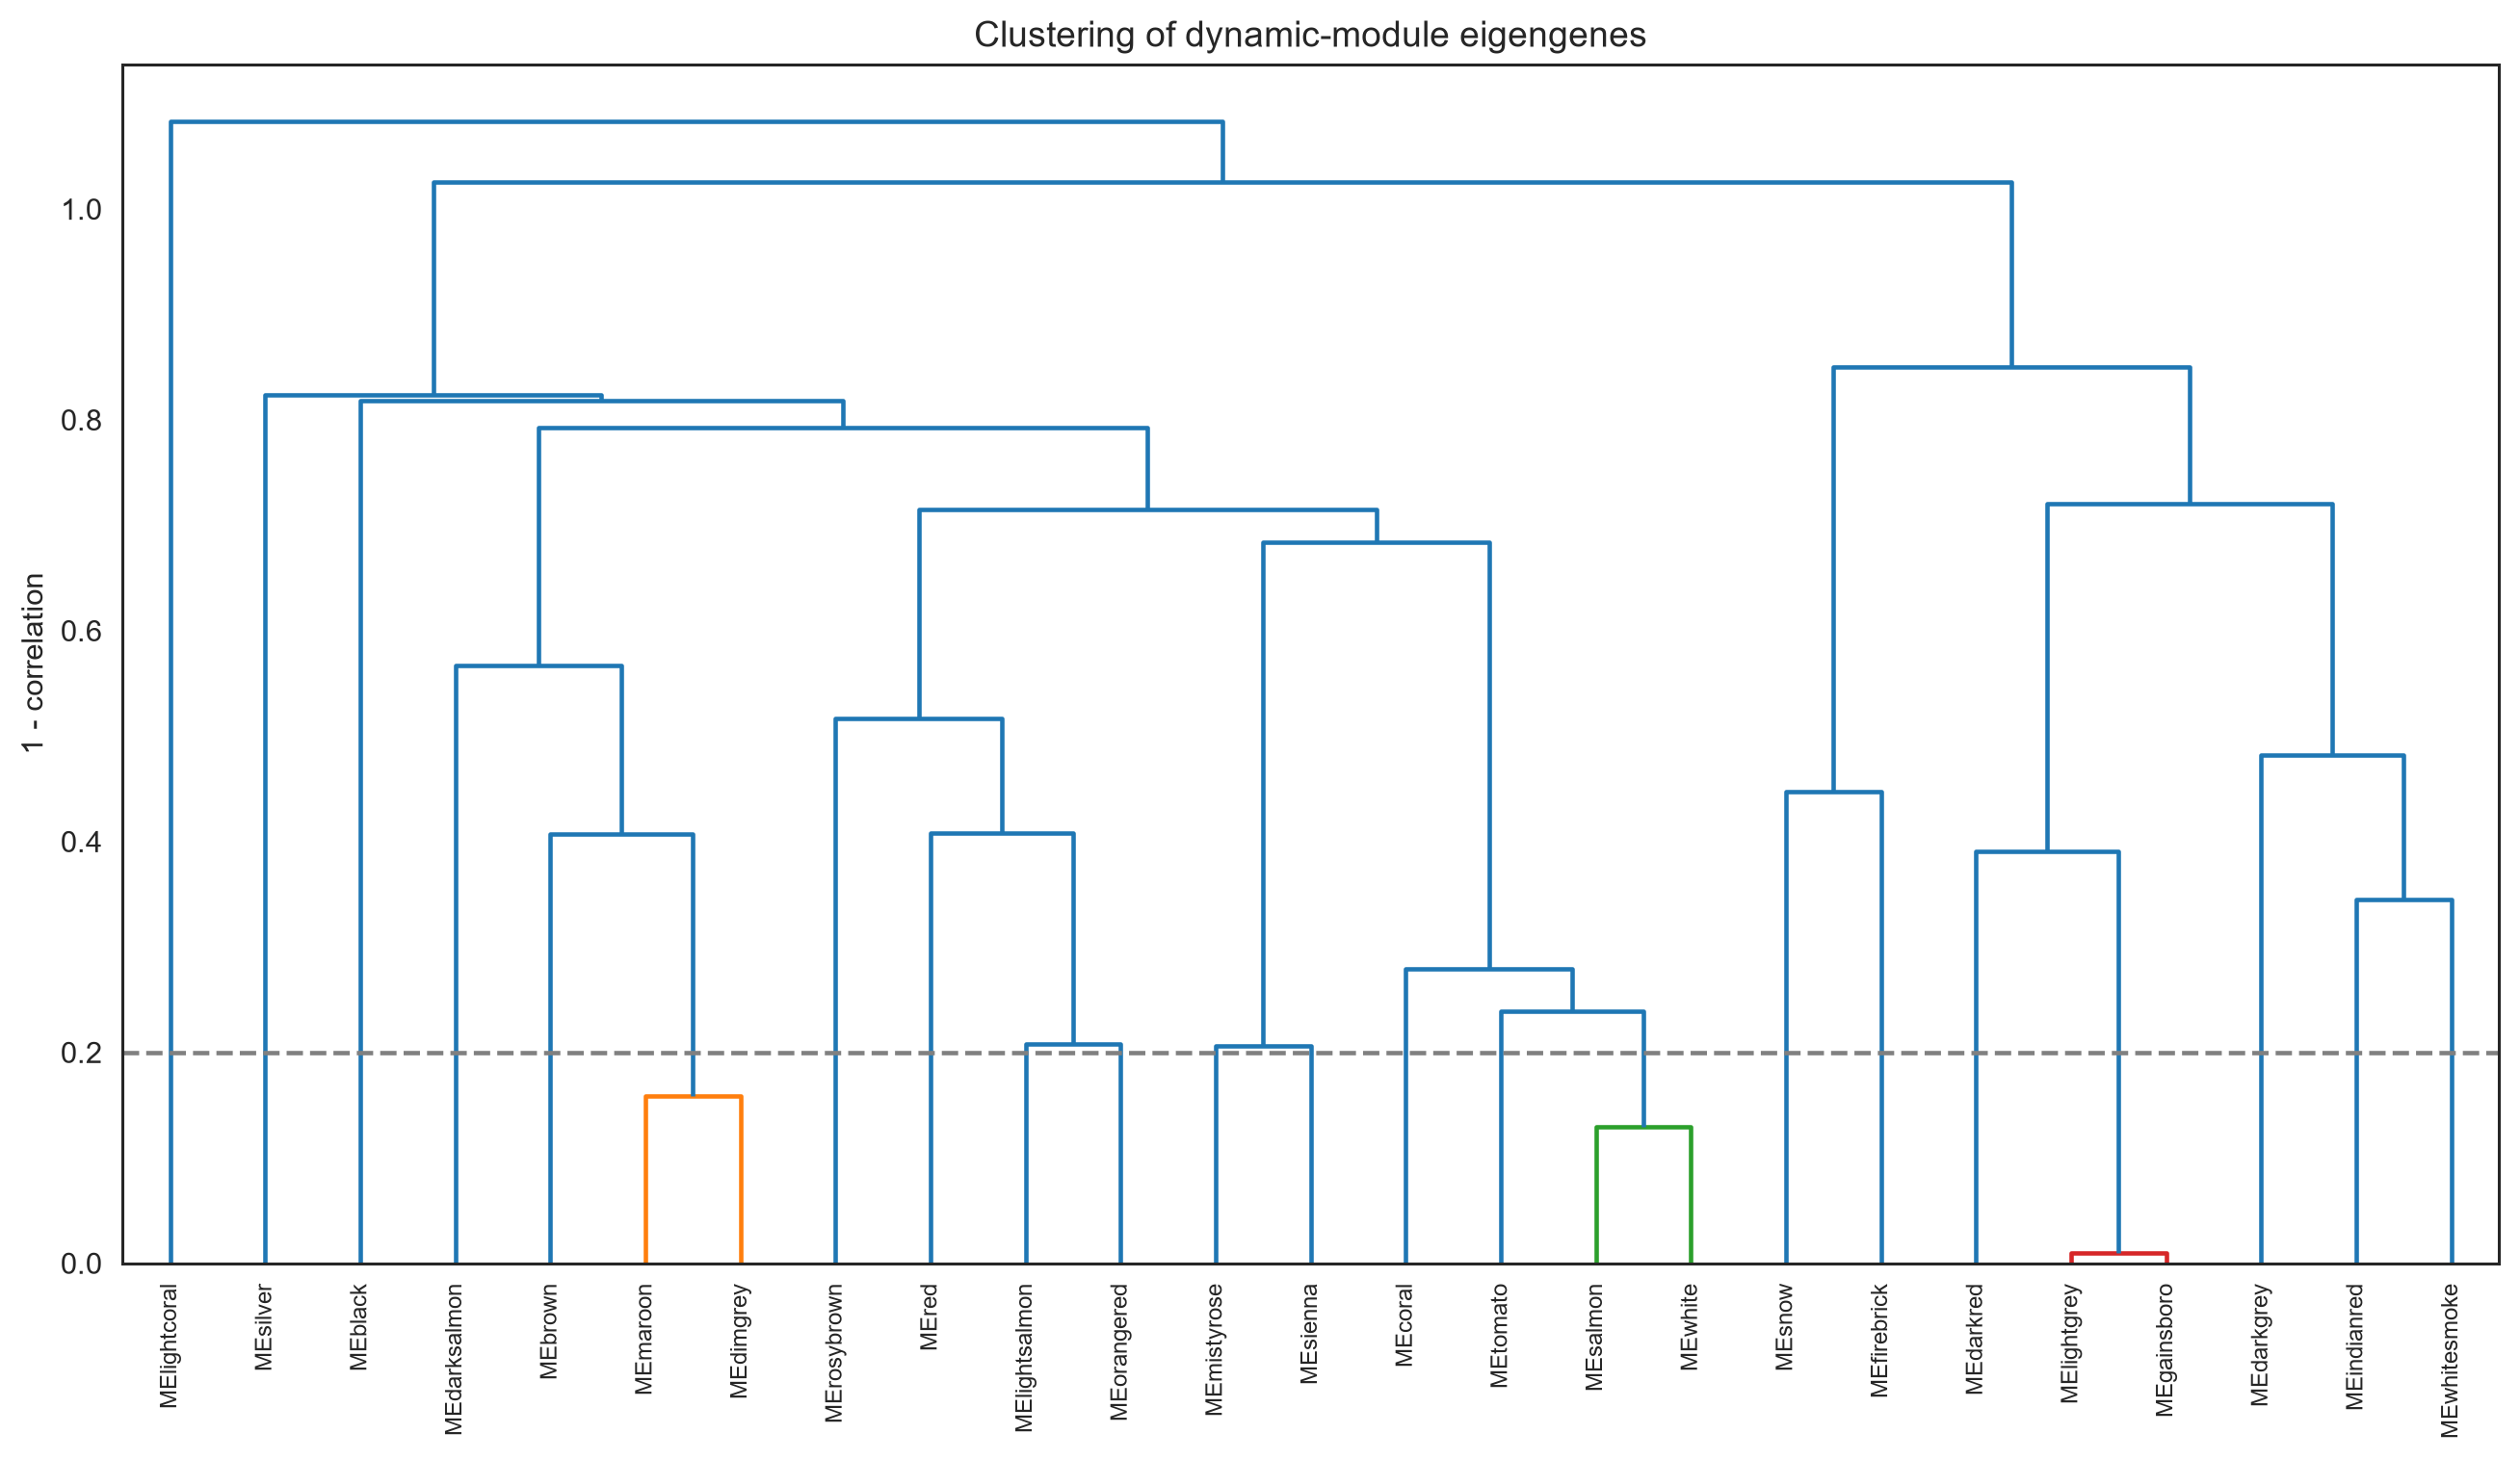 Clustering of dynamic-module eigengenes
1 - correlation
1.0
0.8
0.6
0.4
0.2
0.0
MElightcoral
MEsilver
MEblack
MEdarksalmon
MEbrown
MEmaroon
MEdimgrey
MErosybrown
MEred
MElightsalmon
MEorangered
MEmistyrose
MEsienna
MEcoral
MEtomato
MEsalmon
MEwhite
MEsnow
MEfirebrick
MEdarkred
MElightgrey
MEgainsboro
MEdarkgrey
MEindianred
MEwhitesmoke